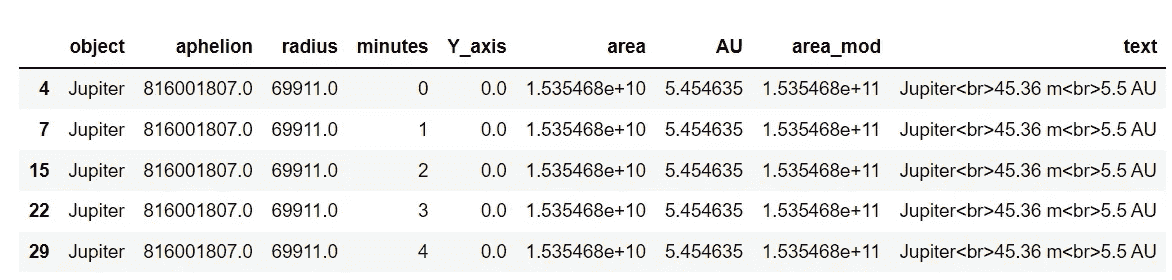 object aphelion radius minutes Y_axis area AU area_mod text
4 Jupiter 816001807.0 69911.0 0 0.0 1.535468e+10 5.454635 1.535468e+11 Jupiter<br>45.36 m<br>5.5 AU
7 Jupiter 816001807.0 69911.0 1 0.0 1.535468e+10 5.454635 1.535468e+11 Jupiter<br>45.36 m<br>5.5 AU
15 Jupiter 816001807.0 69911.0 2 0.0 1.535468e+10 5.454635 1.535468e+11 Jupiter<br>45.36 m<br>5.5 AU
22 Jupiter 816001807.0 69911.0 3 0.0 1.535468e+10 5.454635 1.535468e+11 Jupiter<br>45.36 m<br>5.5 AU
29 Jupiter 816001807.0 69911.0 4 0.0 1.535468e+10 5.454635 1.535468e+11 Jupiter<br>45.36 m<br>5.5 AU